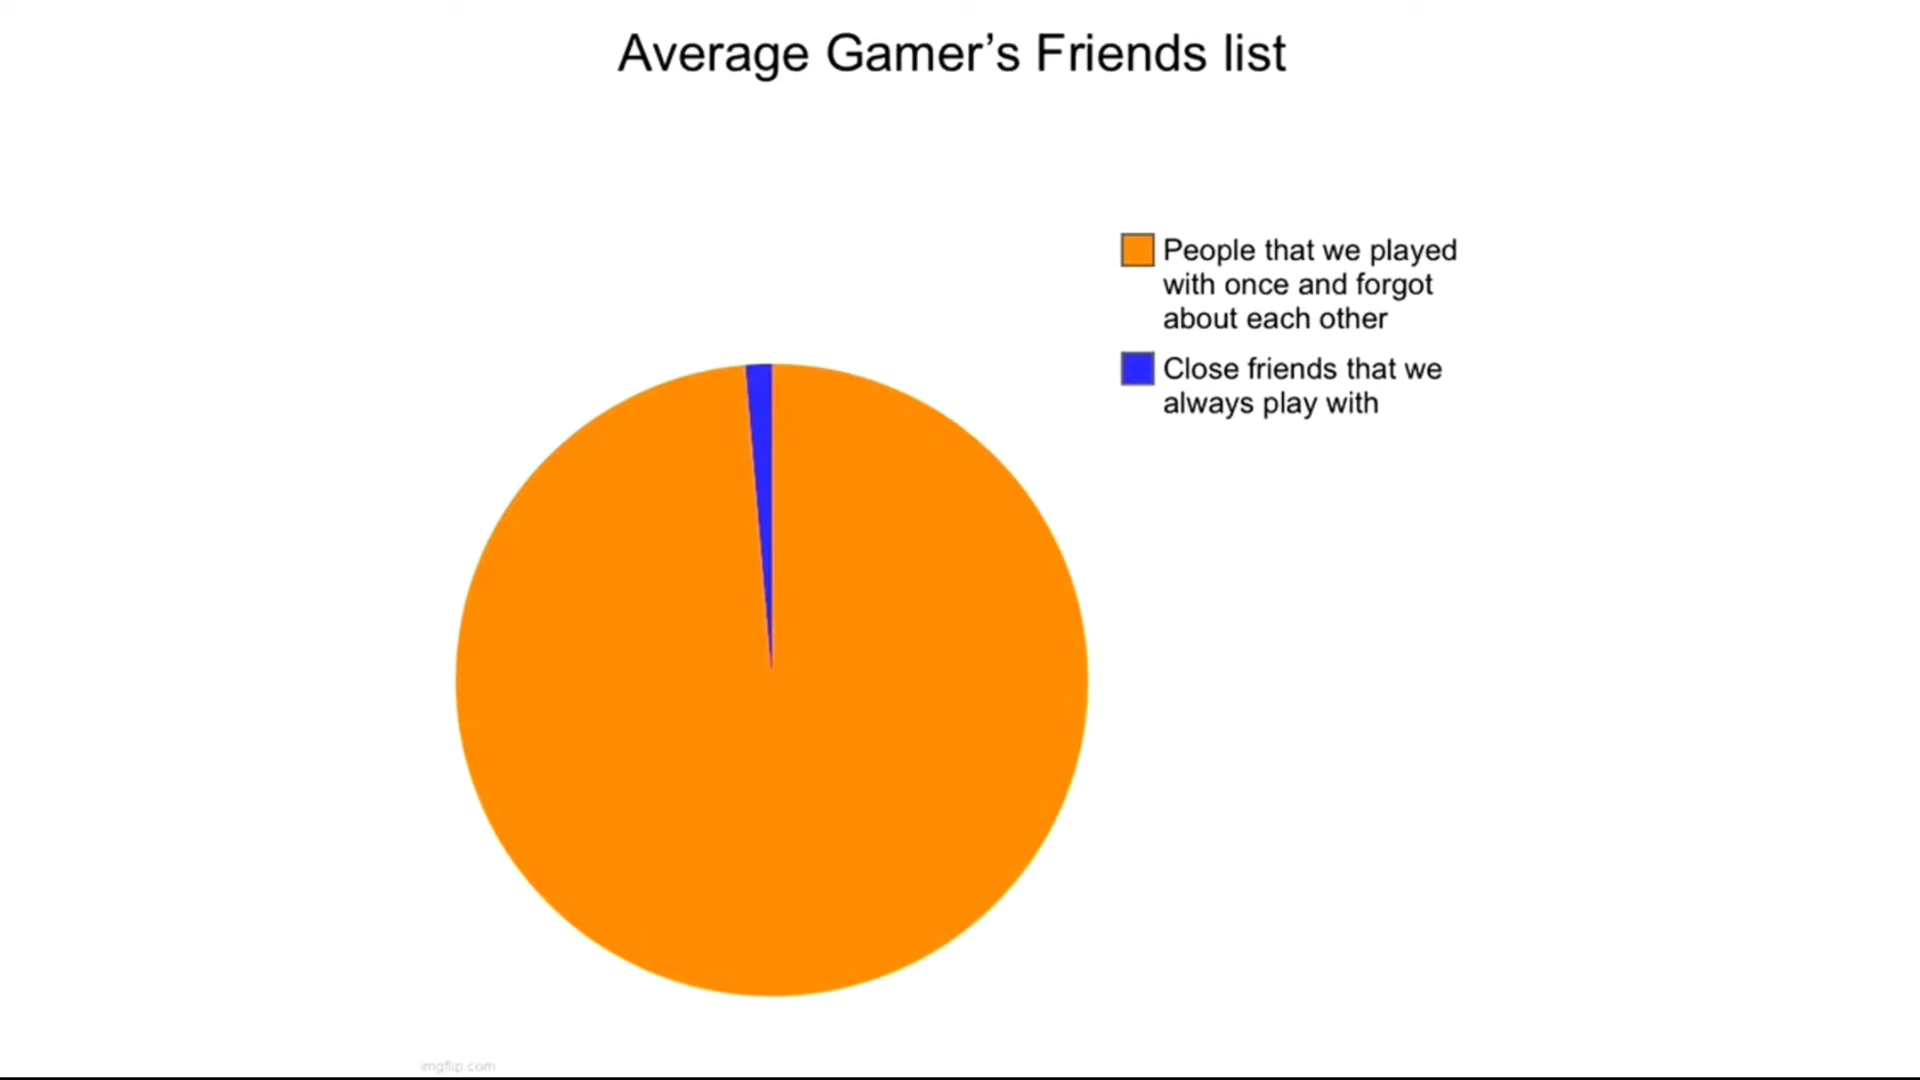 Average Gamer’s Friends list
People that we played
with once and forgot
about each other
Close friends that we
always play with
imgflip.com